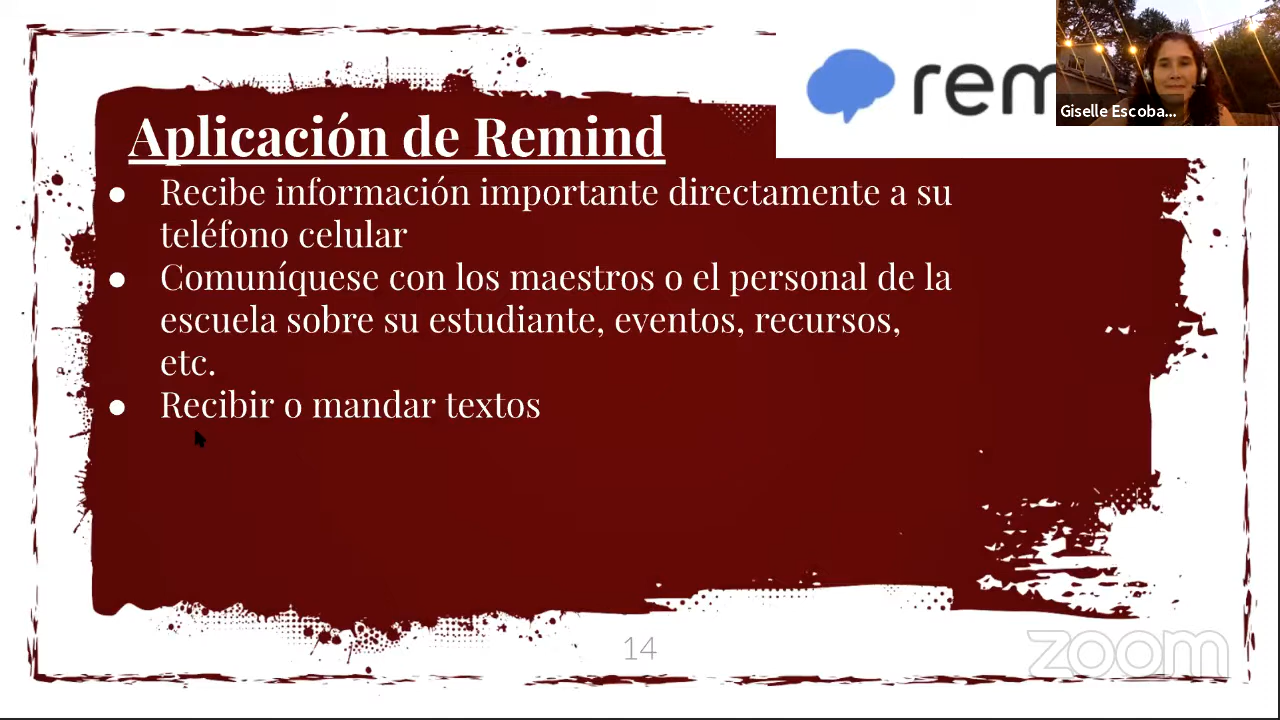 rem
Giselle Escoba...
Aplicación de Remind
● Recibe información importante directamente a su
teléfono celular
● Comuníquese con los maestros o el personal de la
escuela sobre su estudiante, eventos, recursos,
etc.
● Recibir o mandar textos
14
zoom